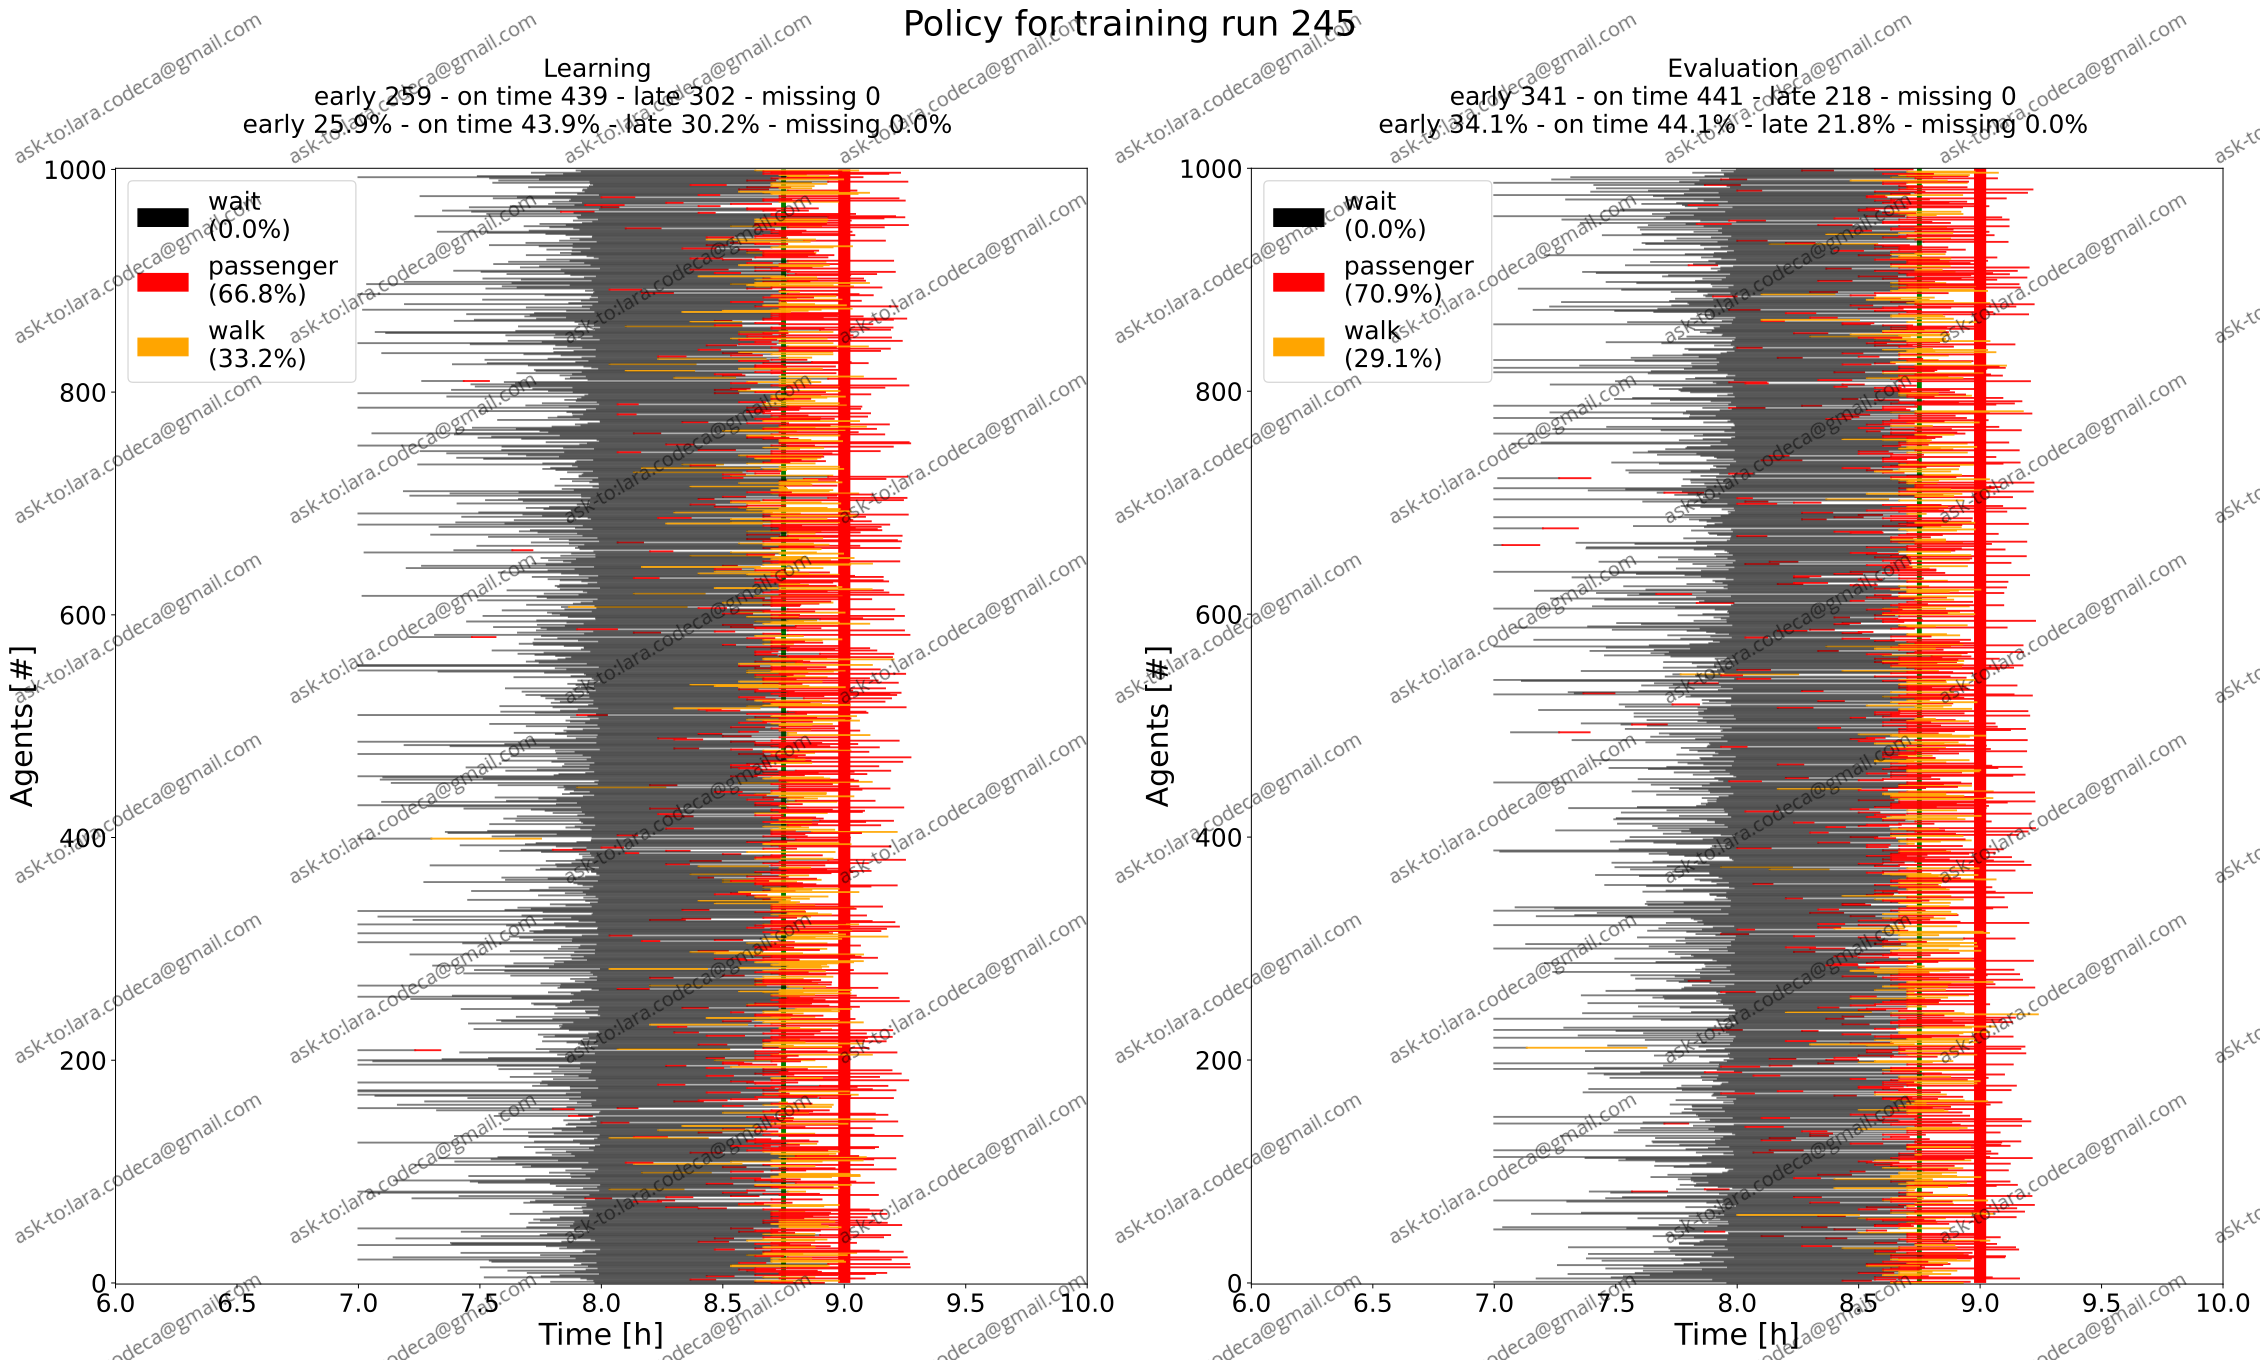 Policy for training run 245
Learning
early 259 - on time 439 - late 302 - missing 0
early 25.9% - on time 43.9% - late 30.2% - missing 0.0%
wait
(0.0%)
passenger
(66.8%)
walk
(33.2%)
Agents [#]
1000
800
600
400
200
0
6.0 6.5 7.0 7.5 8.0 8.5 9.0 9.5 10.0
Time [h]
Evaluation
early 341 - on time 441 - late 218 - missing 0
early 34.1% - on time 44.1% - late 21.8% - missing 0.0%
wait
(0.0%)
passenger
(70.9%)
walk
(29.1%)
Agents [#]
1000
800
600
400
200
0
6.0 6.5 7.0 7.5 8.0 8.5 9.0 9.5 10.0
Time [h]
ask-to:lara.codeca@gmail.com